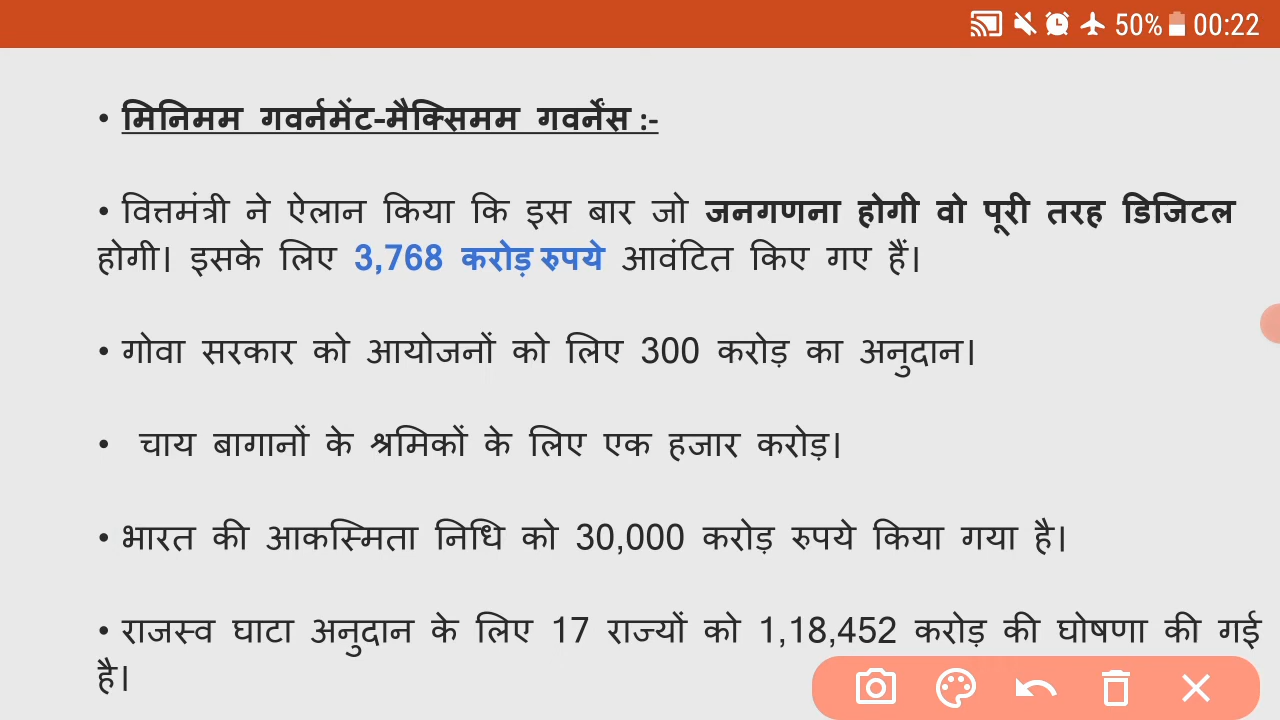 50% 00:22
• मिनिमम गवर्नमेंट-मैक्सिमम गवर्नेंस :-
• वित्तमंत्री ने ऐलान किया कि इस बार जो जनगणना होगी वो पूरी तरह डिजिटल
होगी। इसके लिए 3,768 करोड़ रुपये आवंटित किए गए हैं।
• गोवा सरकार को आयोजनों को लिए 300 करोड़ का अनुदान।
• चाय बागानों के श्रमिकों के लिए एक हजार करोड़।
• भारत की आकस्मिता निधि को 30,000 करोड़ रुपये किया गया है।
• राजस्व घाटा अनुदान के लिए 17 राज्यों को 1,18,452 करोड़ की घोषणा की गई
है।